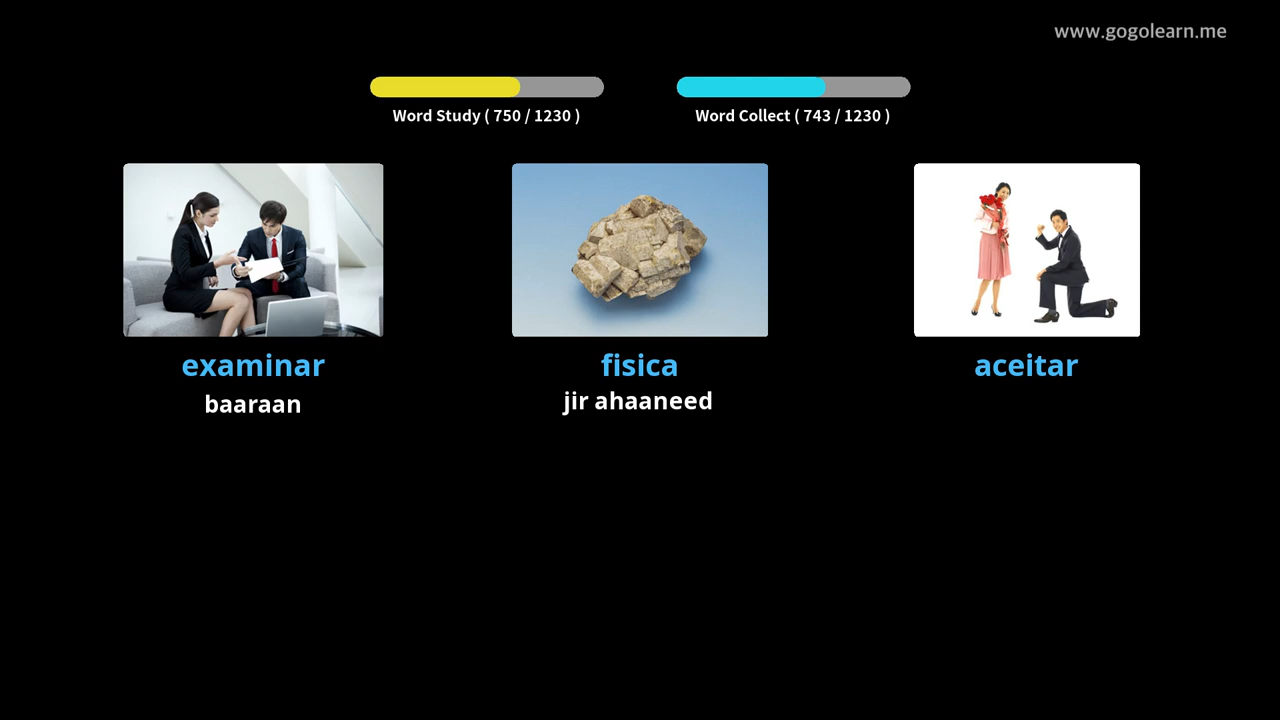 www.gogolearn.me
Word Study ( 750 / 1230 )
Word Collect ( 743 / 1230 )
examinar
baaraan
fisica
jir ahaaneed
aceitar